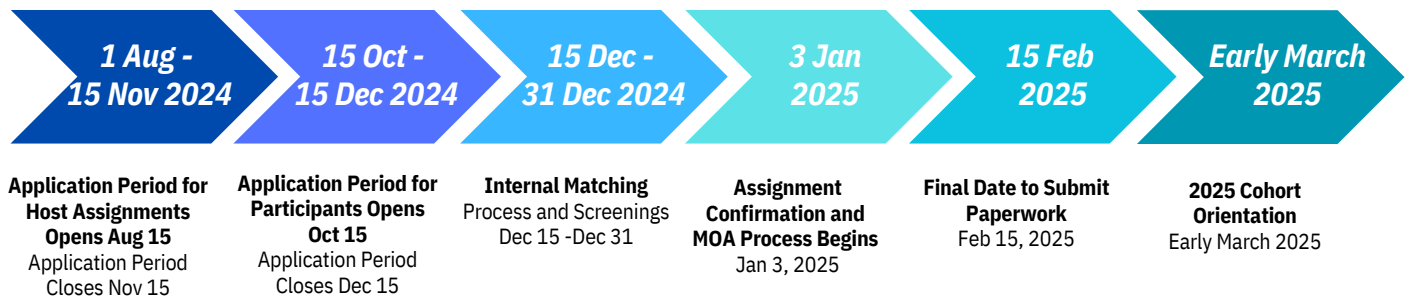 1 Aug -
15 Nov 2024
15 Oct -
15 Dec 2024
15 Dec -
31 Dec 2024
3 Jan
2025
15 Feb
2025
Early March
2025
Application Period for
Host Assignments
Opens Aug 15
Application Period
Closes Nov 15
Application Period for
Participants Opens
Oct 15
Application Period
Closes Dec 15
Internal Matching
Process and Screenings
Dec 15 -Dec 31
Assignment
Confirmation and
MOA Process Begins
Jan 3, 2025
Final Date to Submit
Paperwork
Feb 15, 2025
2025 Cohort
Orientation
Early March 2025